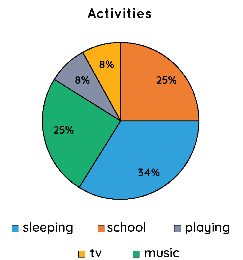 Activities
8%
25%
8%
25%
34%
sleeping school playing
tv music